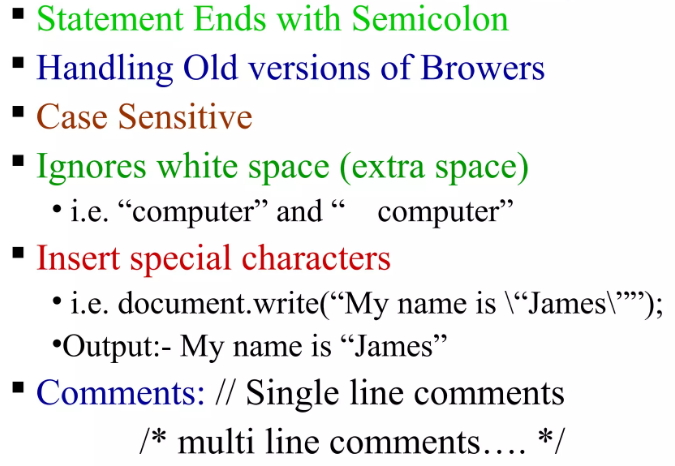 ▪ Statement Ends with Semicolon
▪ Handling Old versions of Browers
▪ Case Sensitive
▪ Ignores white space (extra space)
• i.e. “computer” and “    computer”
▪ Insert special characters
• i.e. document.write(“My name is \“James\””);
•Output:- My name is “James”
▪ Comments: // Single line comments
/* multi line comments…. */